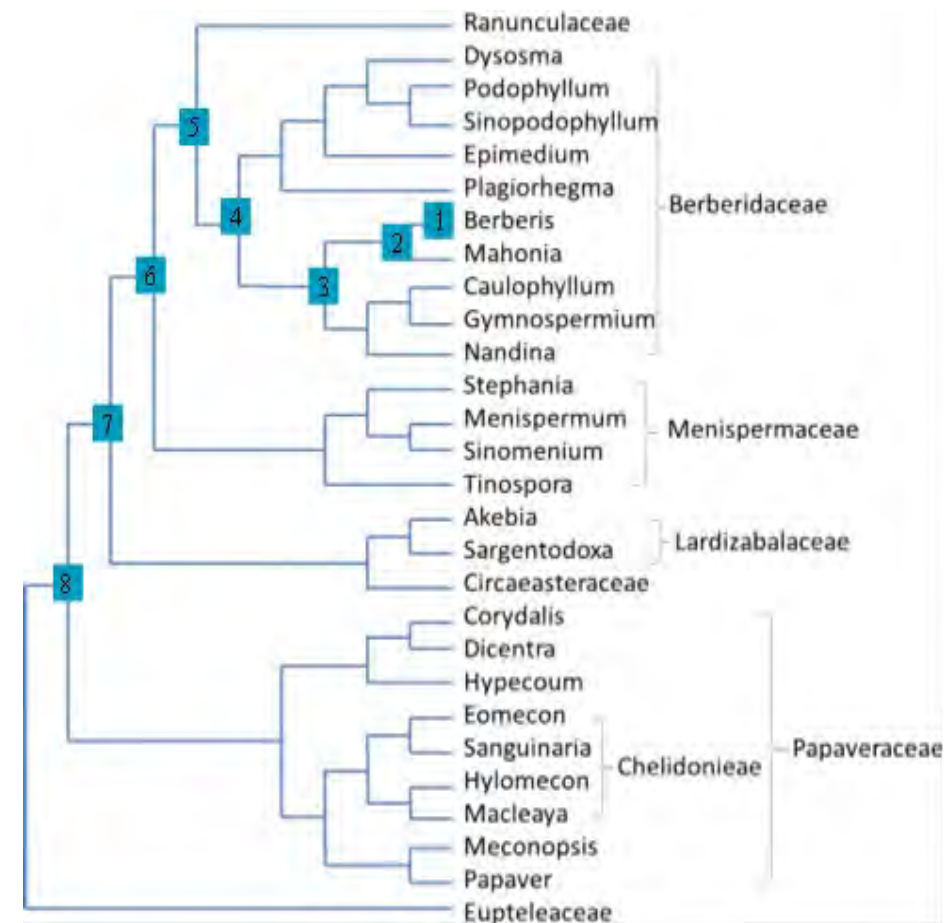 Ranunculaceae
Dysosma
Podophyllum
Sinopodophyllum
Epimedium
Plagiorhegma
Berberis
Mahonia
Caulophyllum
Gymnospermium
Nandina
Berberidaceae
Stephania
Menispermum
Sinomenium
Tinospora
Menispermaceae
Akebia
Sargentodoxa
Lardizabalaceae
Circaeasteraceae
Corydalis
Dicentra
Hypecoum
Eomecon
Sanguinaria
Hylomecon
Macleaya
Chelidonieae
Meconopsis
Papaver
Papaveraceae
Eupteleaceae
1
2
3
4
5
6
7
8